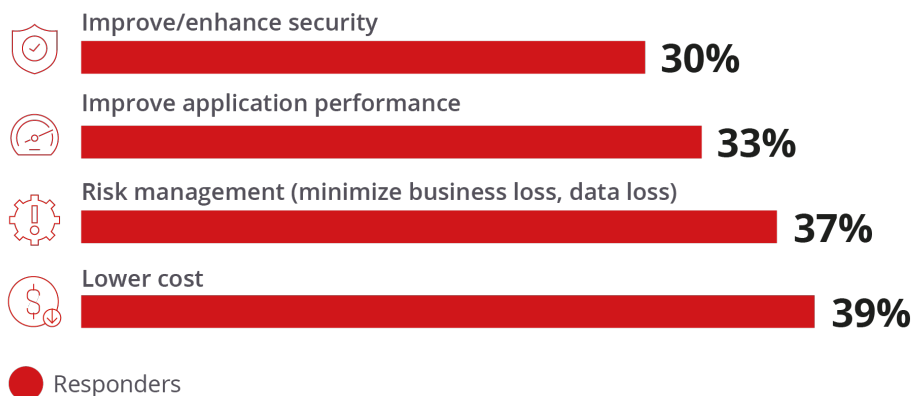 Improve/enhance security
30%
Improve application performance
33%
Risk management (minimize business loss, data loss)
37%
Lower cost
39%
Responders